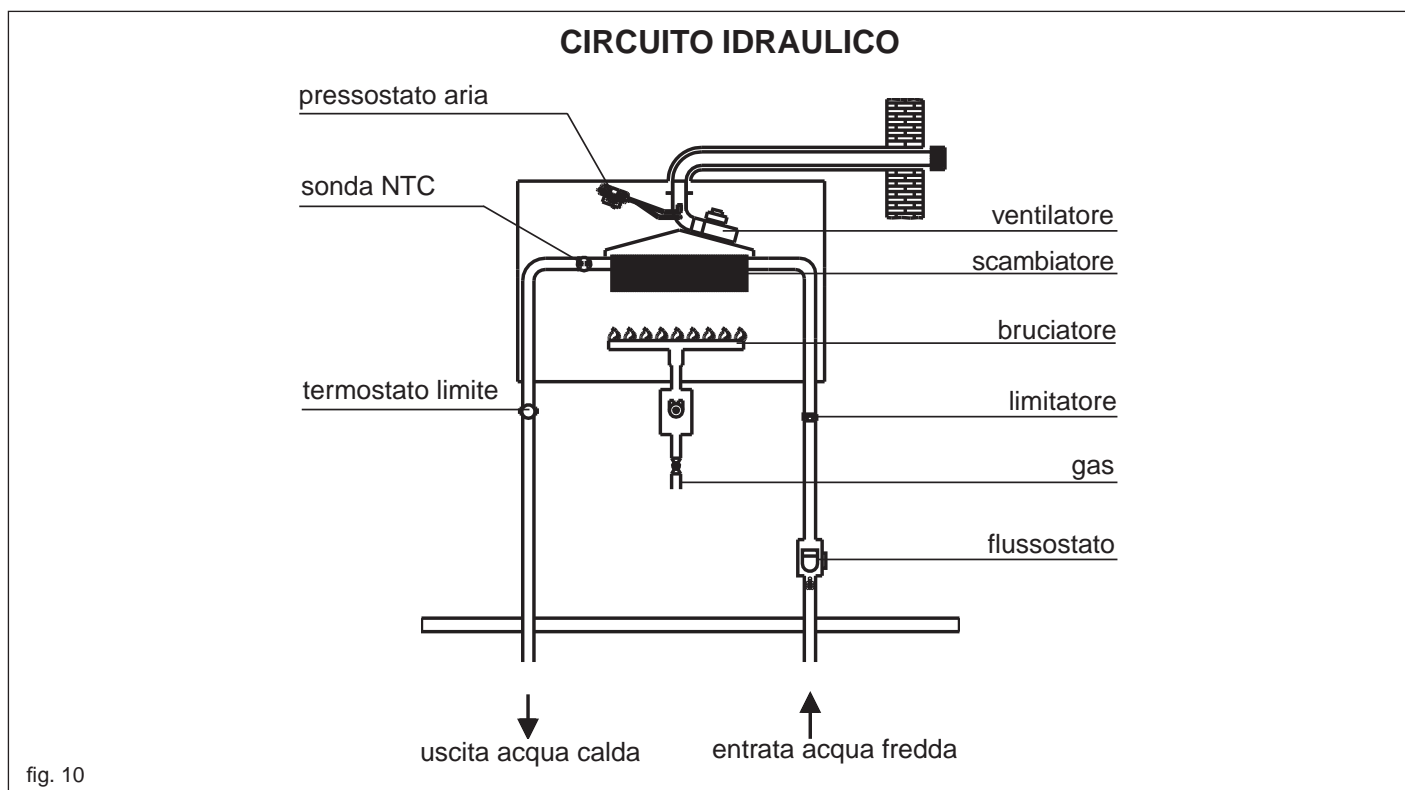 CIRCUITO IDRAULICO
pressostato aria
sonda NTC
ventilatore
scambiatore
bruciatore
termostato limite
limitatore
gas
flussostato
uscita acqua calda
entrata acqua fredda
fig. 10